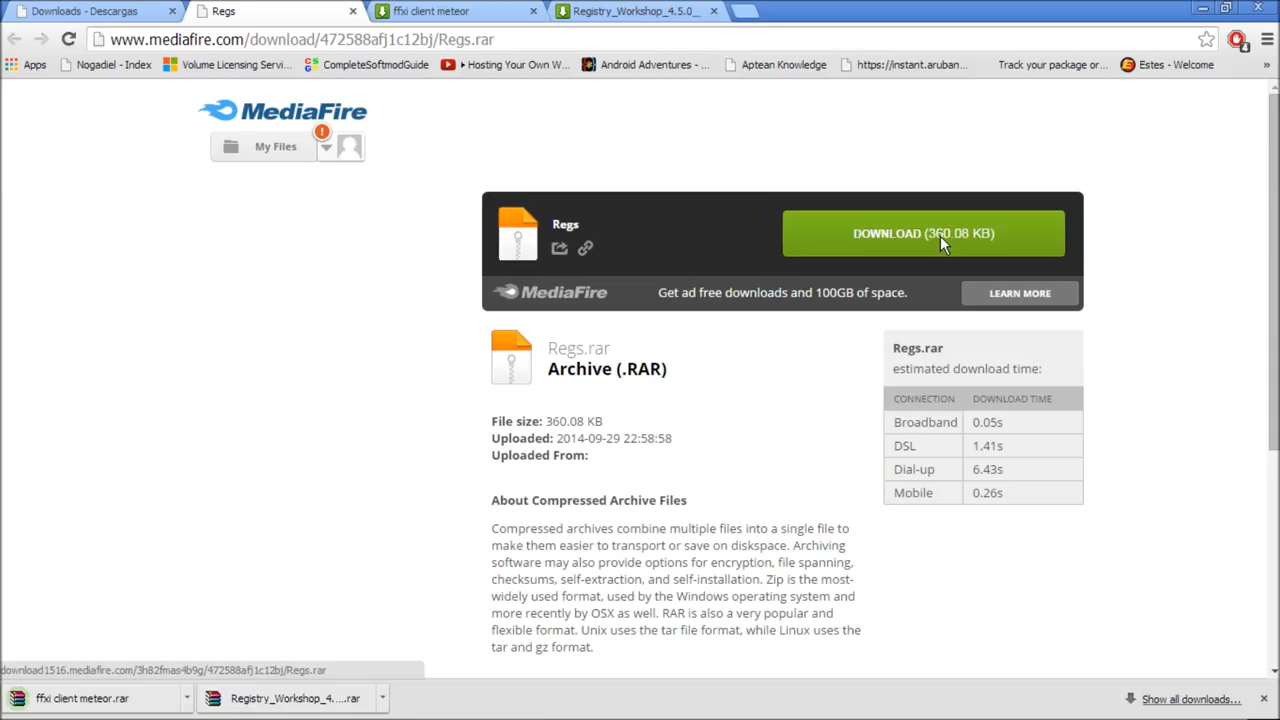 Downloads - Descargas
Regs
ffxi client meteor
Registry_Workshop_4.5.0_
www.mediafire.com/download/472588afj1c12bj/Regs.rar
Apps
Nogadiel - Index
Volume Licensing Servi...
CompleteSoftmodGuide
Hosting Your Own W...
Android Adventures - ...
Aptean Knowledge
https://instant.aruban...
Track your package or...
Estes - Welcome
»
MediaFire
!
My Files
Regs
DOWNLOAD (360.08 KB)
MediaFire
Get ad free downloads and 100GB of space.
LEARN MORE
Regs.rar
Archive (.RAR)
File size: 360.08 KB
Uploaded: 2014-09-29 22:58:58
Uploaded From:
About Compressed Archive Files
Compressed archives combine multiple files into a single file to
make them easier to transport or save on diskspace. Archiving
software may also provide options for encryption, file spanning,
checksums, self-extraction, and self-installation. Zip is the most-
widely used format, used by the Windows operating system and
more recently by OSX as well. RAR is also a very popular and
flexible format. Unix uses the tar file format, while Linux uses the
tar and gz format.
Regs.rar
estimated download time:
CONNECTION DOWNLOAD TIME
Broadband 0.05s
DSL 1.41s
Dial-up 6.43s
Mobile 0.26s
download1516.mediafire.com/3h82fmas4b9g/472588afj1c12bj/Regs.rar
ffxi client meteor.rar
Registry_Workshop_4....rar
Show all downloads...